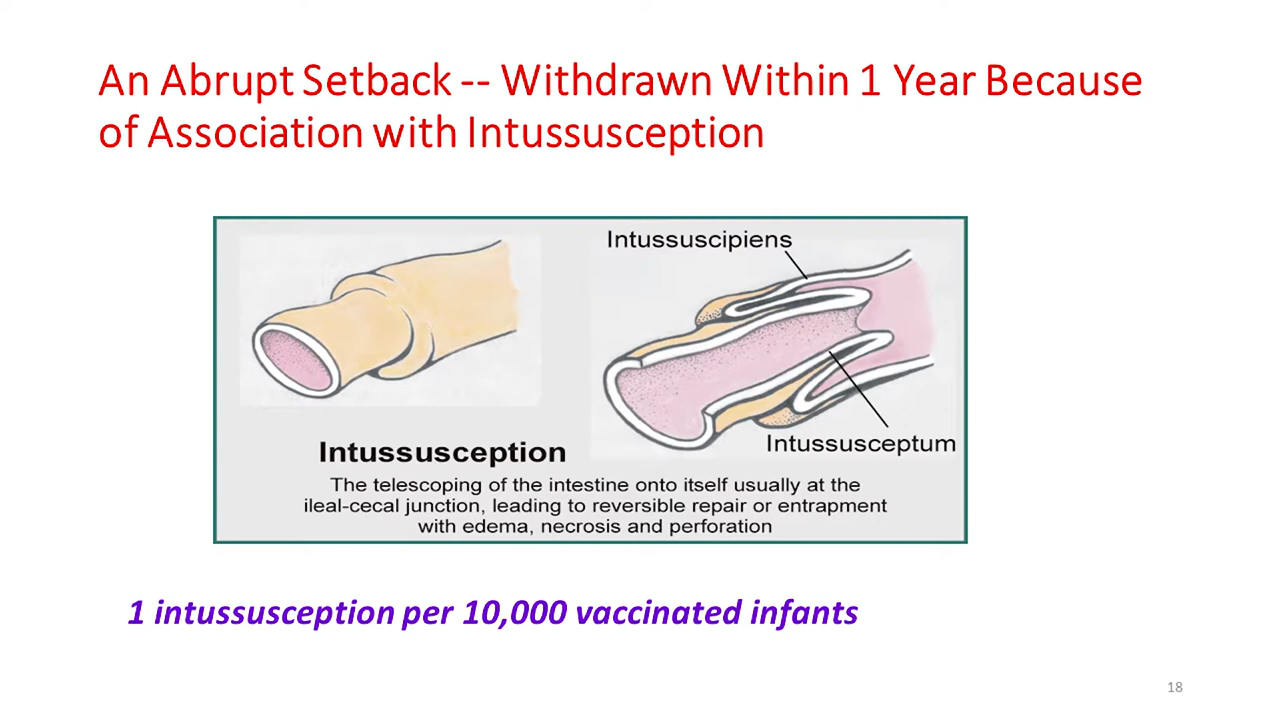 An Abrupt Setback -- Withdrawn Within 1 Year Because
of Association with Intussusception
Intussuscipiens
Intussusceptum
Intussusception
The telescoping of the intestine onto itself usually at the
ileal-cecal junction, leading to reversible repair or entrapment
with edema, necrosis and perforation
1 intussusception per 10,000 vaccinated infants
18